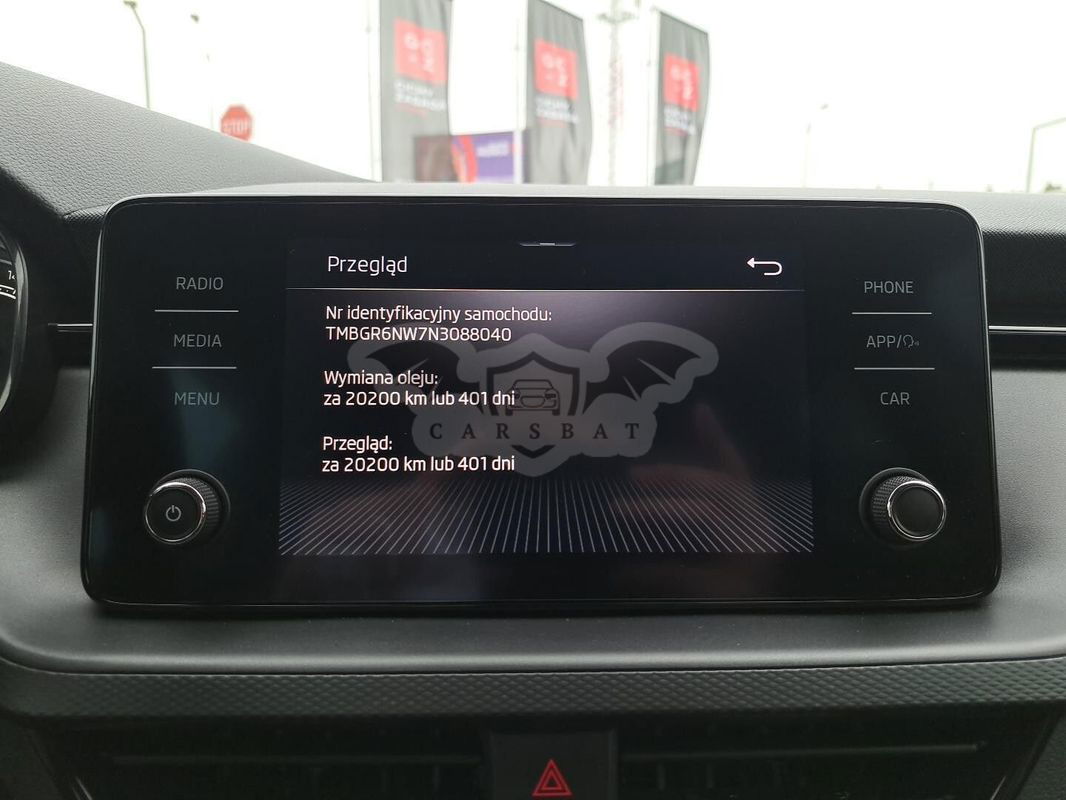 STOP
Przegląd
RADIO
MEDIA
MENU
Nr identyfikacyjny samochodu:
TMBGR6NW7N3088040
Wymiana oleju:
za 20200 km lub 401 dni
Przegląd:
za 20200 km lub 401 dni
CARSBAT
PHONE
APP/
CAR